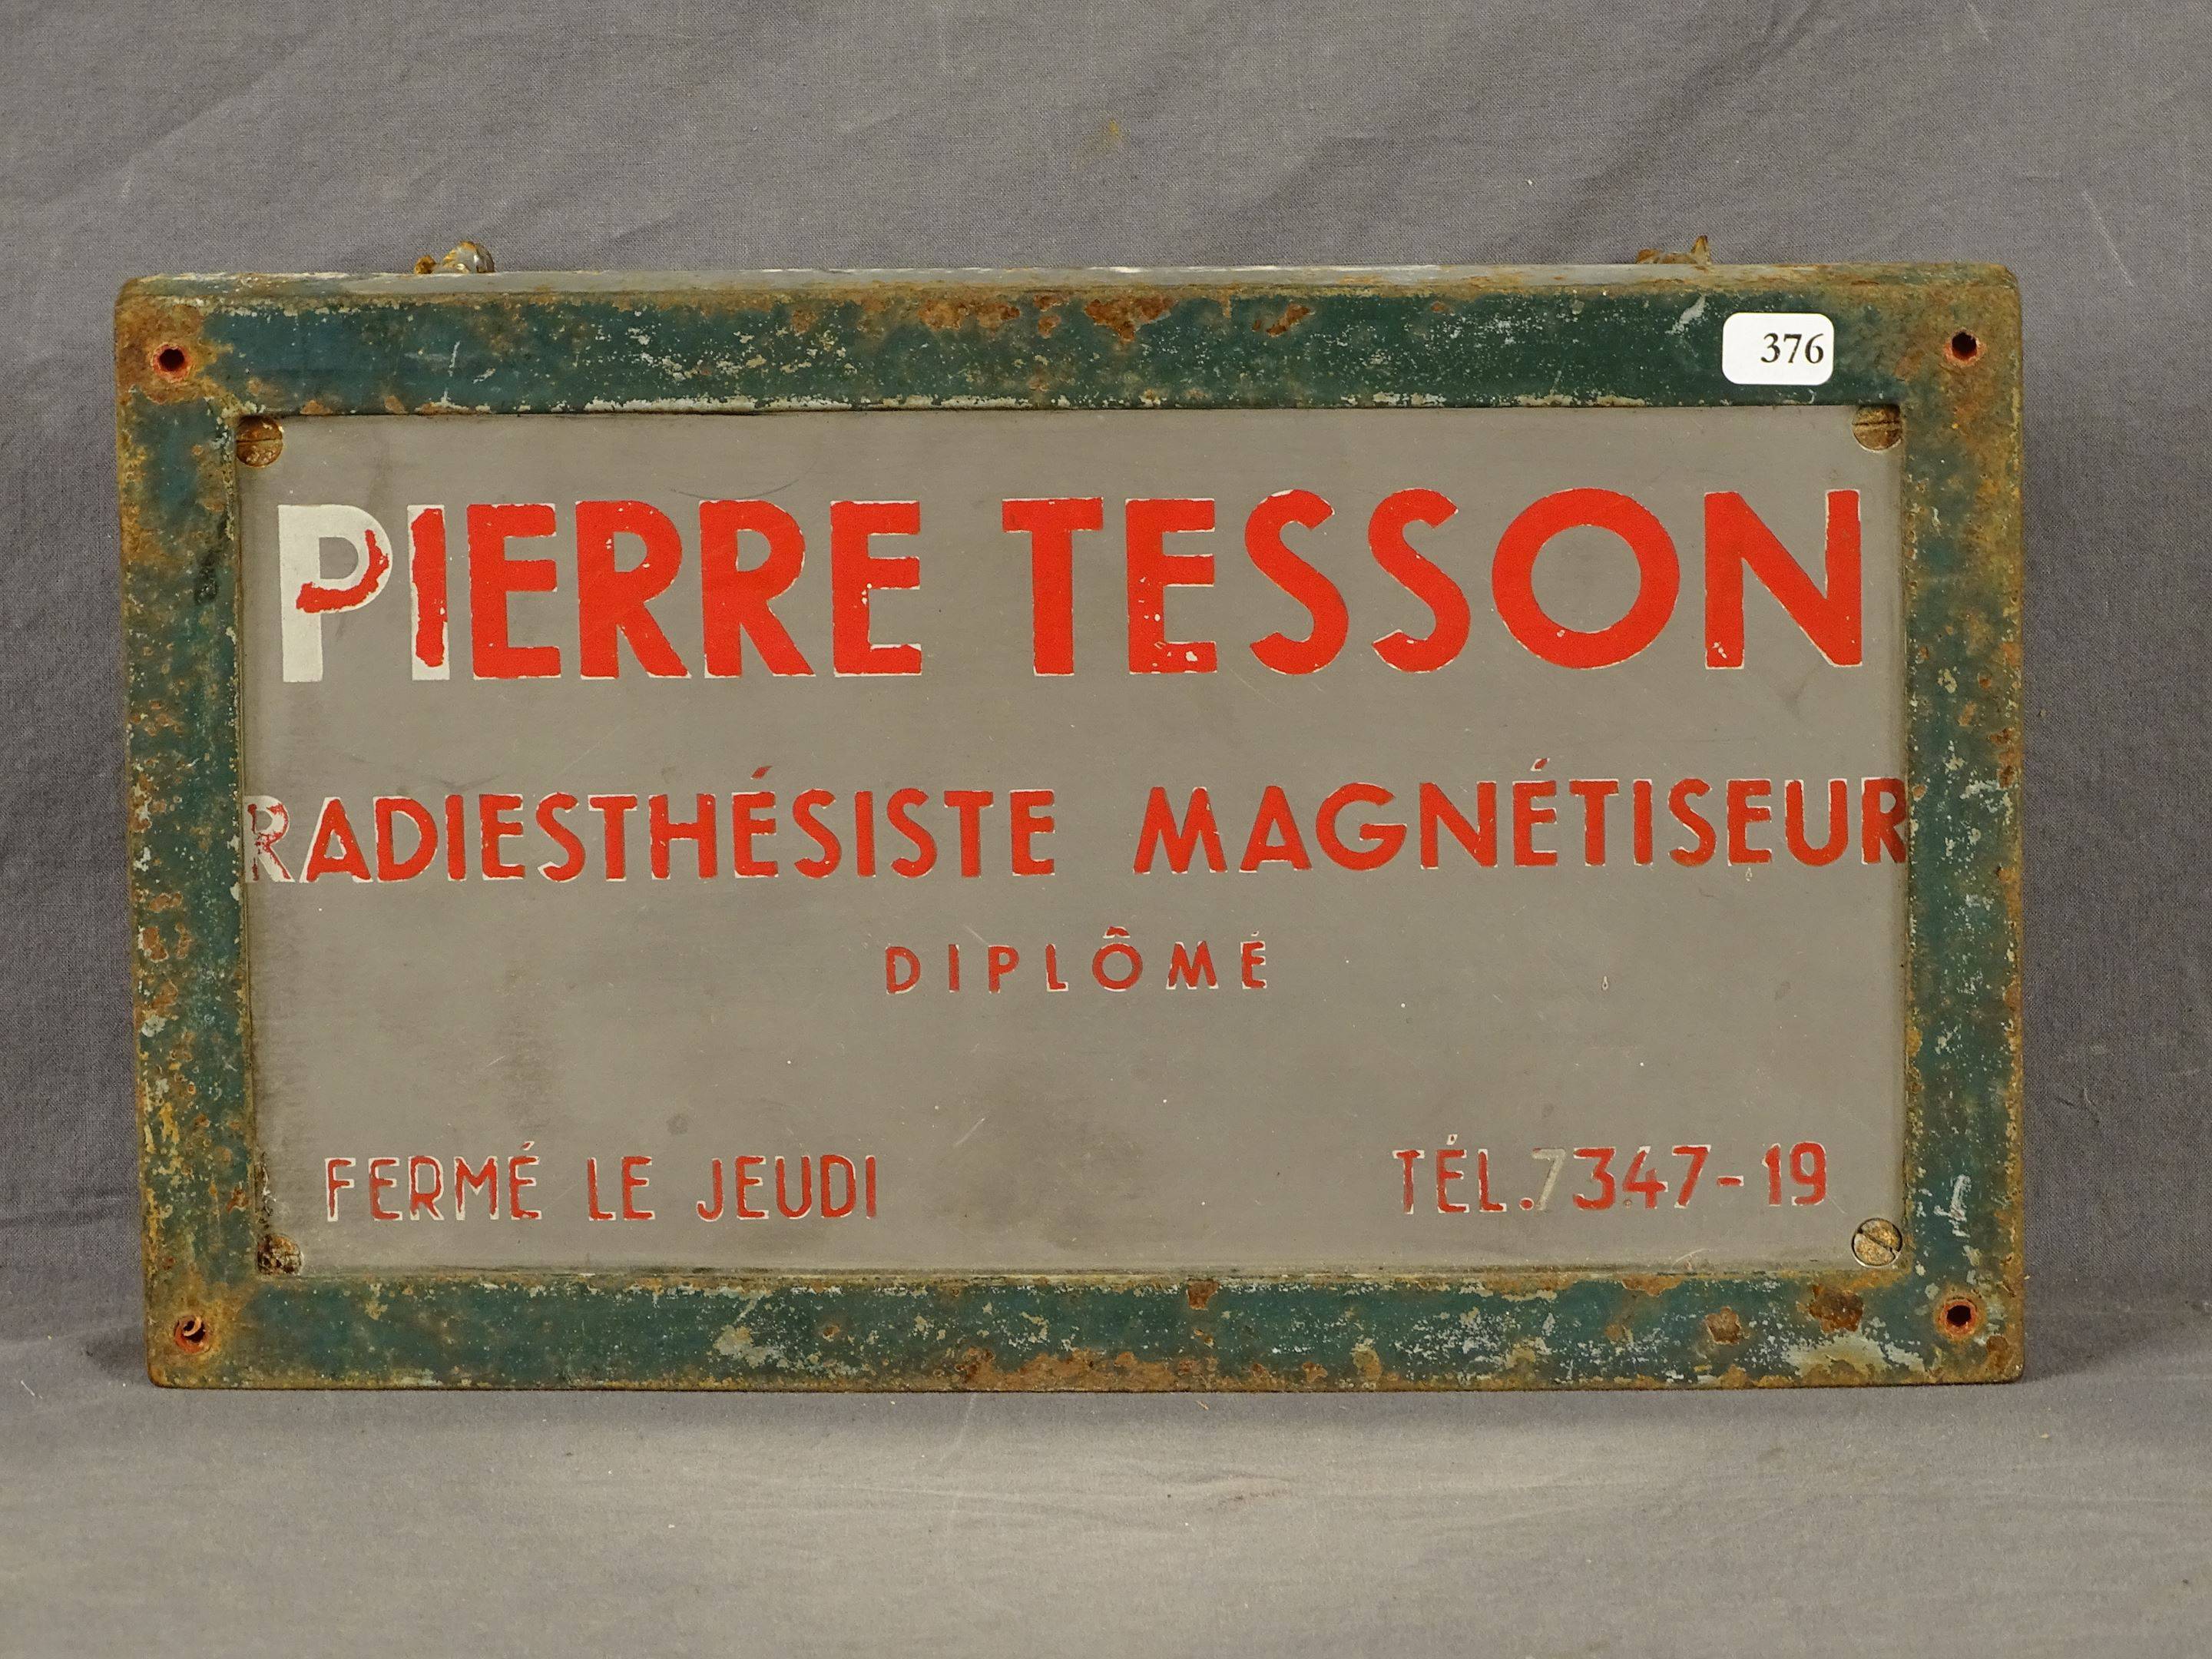 376
PIERRE TESSON
RADIESTHÉSISTE MAGNÉTISEUR
DIPLÔMÉ
FERMÉ LE JEUDI TÉL.7347-19